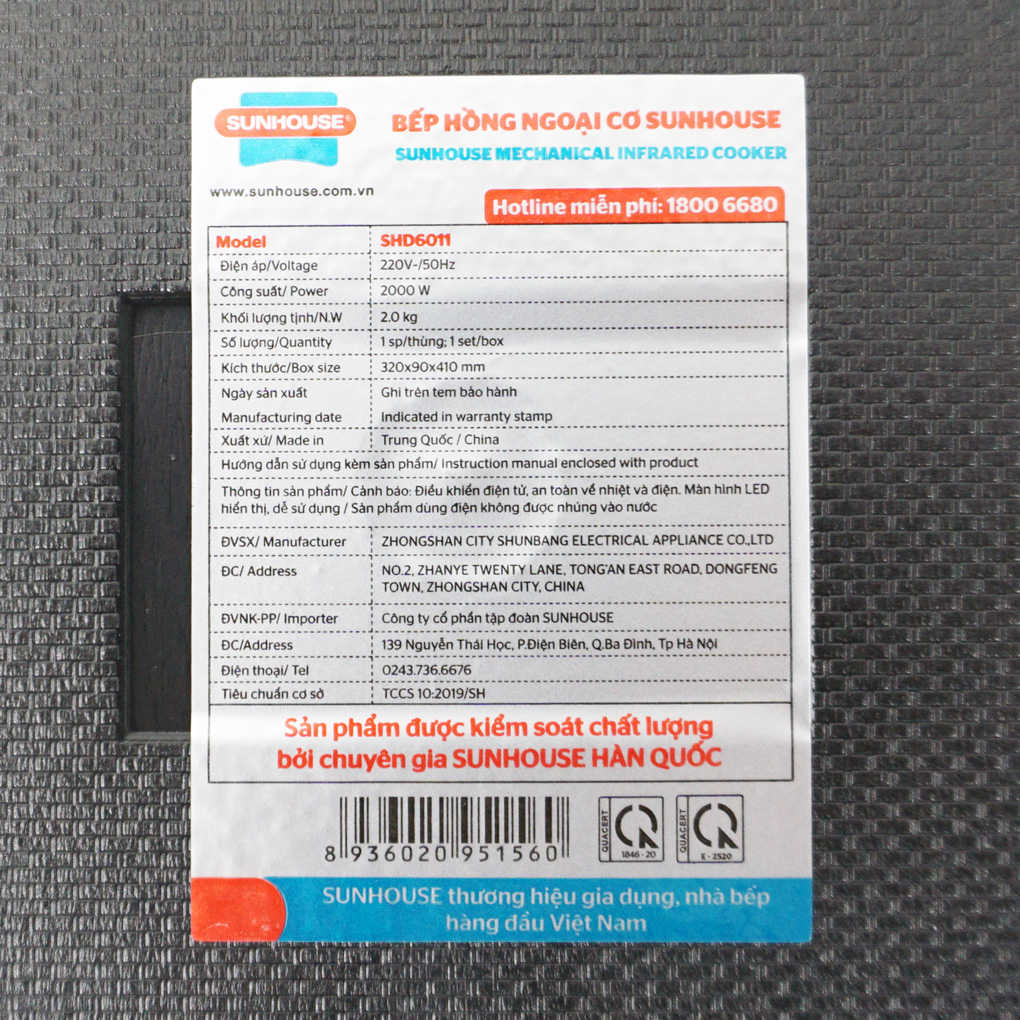 SUNHOUSE®
BẾP HỒNG NGOẠI CƠ SUNHOUSE
SUNHOUSE MECHANICAL INFRARED COOKER
www.sunhouse.com.vn
Hotline miễn phí: 1800 6680
Model SHD6011
Điện áp/Voltage 220V~/50Hz
Công suất/ Power 2000 W
Khối lượng tịnh/N.W 2.0 kg
Số lượng/Quantity 1 sp/thùng; 1 set/box
Kích thước/Box size 320x90x410 mm
Ngày sản xuất Ghi trên tem bảo hành
Manufacturing date Indicated in warranty stamp
Xuất xứ/ Made in Trung Quốc / China
Hướng dẫn sử dụng kèm sản phẩm/ Instruction manual enclosed with product
Thông tin sản phẩm/ Cảnh báo: Điều khiển điện tử, an toàn về nhiệt và điện. Màn hình LED
hiển thị, dễ sử dụng / Sản phẩm dùng điện không được nhúng vào nước
ĐVSX/ Manufacturer ZHONGSHAN CITY SHUNBANG ELECTRICAL APPLIANCE CO.,LTD
ĐC/ Address NO.2, ZHANYE TWENTY LANE, TONG'AN EAST ROAD, DONGFENG
TOWN, ZHONGSHAN CITY, CHINA
ĐVNK-PP/ Importer Công ty cổ phần tập đoàn SUNHOUSE
ĐC/Address 139 Nguyễn Thái Học, P.Điện Biên, Q.Ba Đình, Tp Hà Nội
Điện thoại/ Tel 0243.736.6676
Tiêu chuẩn cơ sở TCCS 10:2019/SH
Sản phẩm được kiểm soát chất lượng
bởi chuyên gia SUNHOUSE HÀN QUỐC
8 936020 951560
QUACERT
1846 - 20
QUACERT
E - 2520
SUNHOUSE thương hiệu gia dụng, nhà bếp
hàng đầu Việt Nam